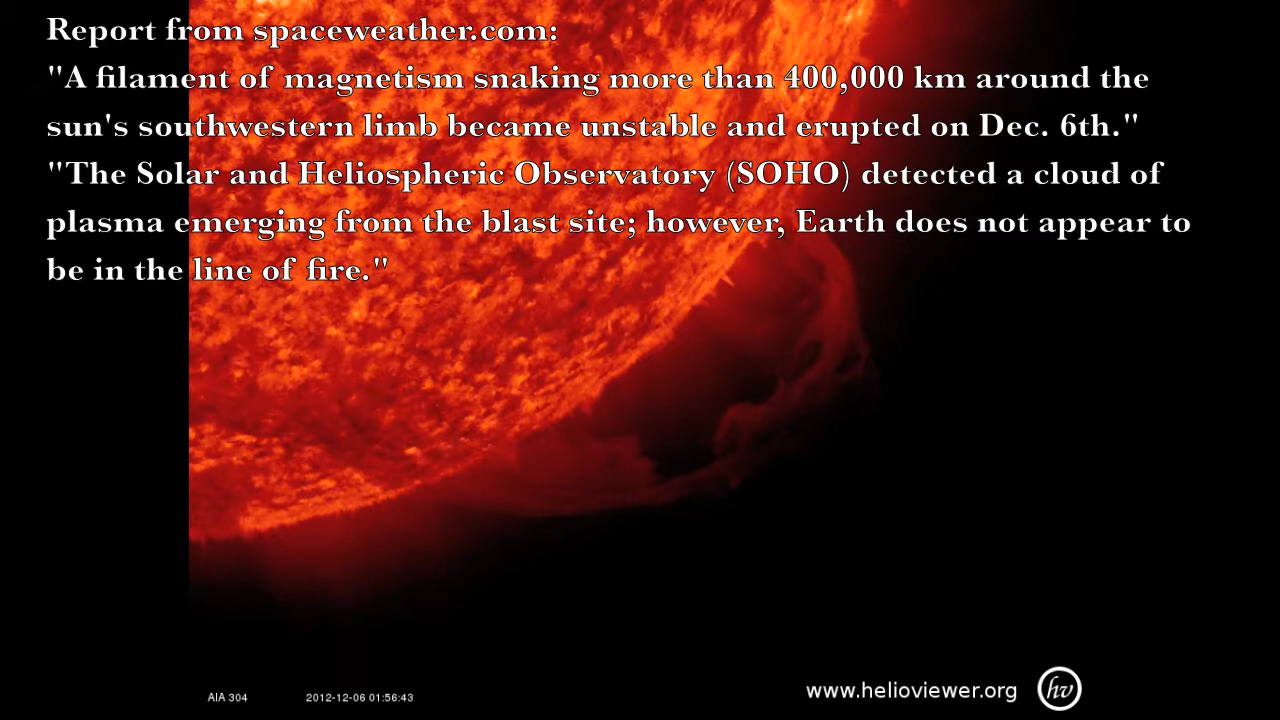 Report from spaceweather.com:
"A filament of magnetism snaking more than 400,000 km around the
sun's southwestern limb became unstable and erupted on Dec. 6th."
"The Solar and Heliospheric Observatory (SOHO) detected a cloud of
plasma emerging from the blast site; however, Earth does not appear to
be in the line of fire."
AIA 304 2012-12-06 01:56:43
www.helioviewer.org hv